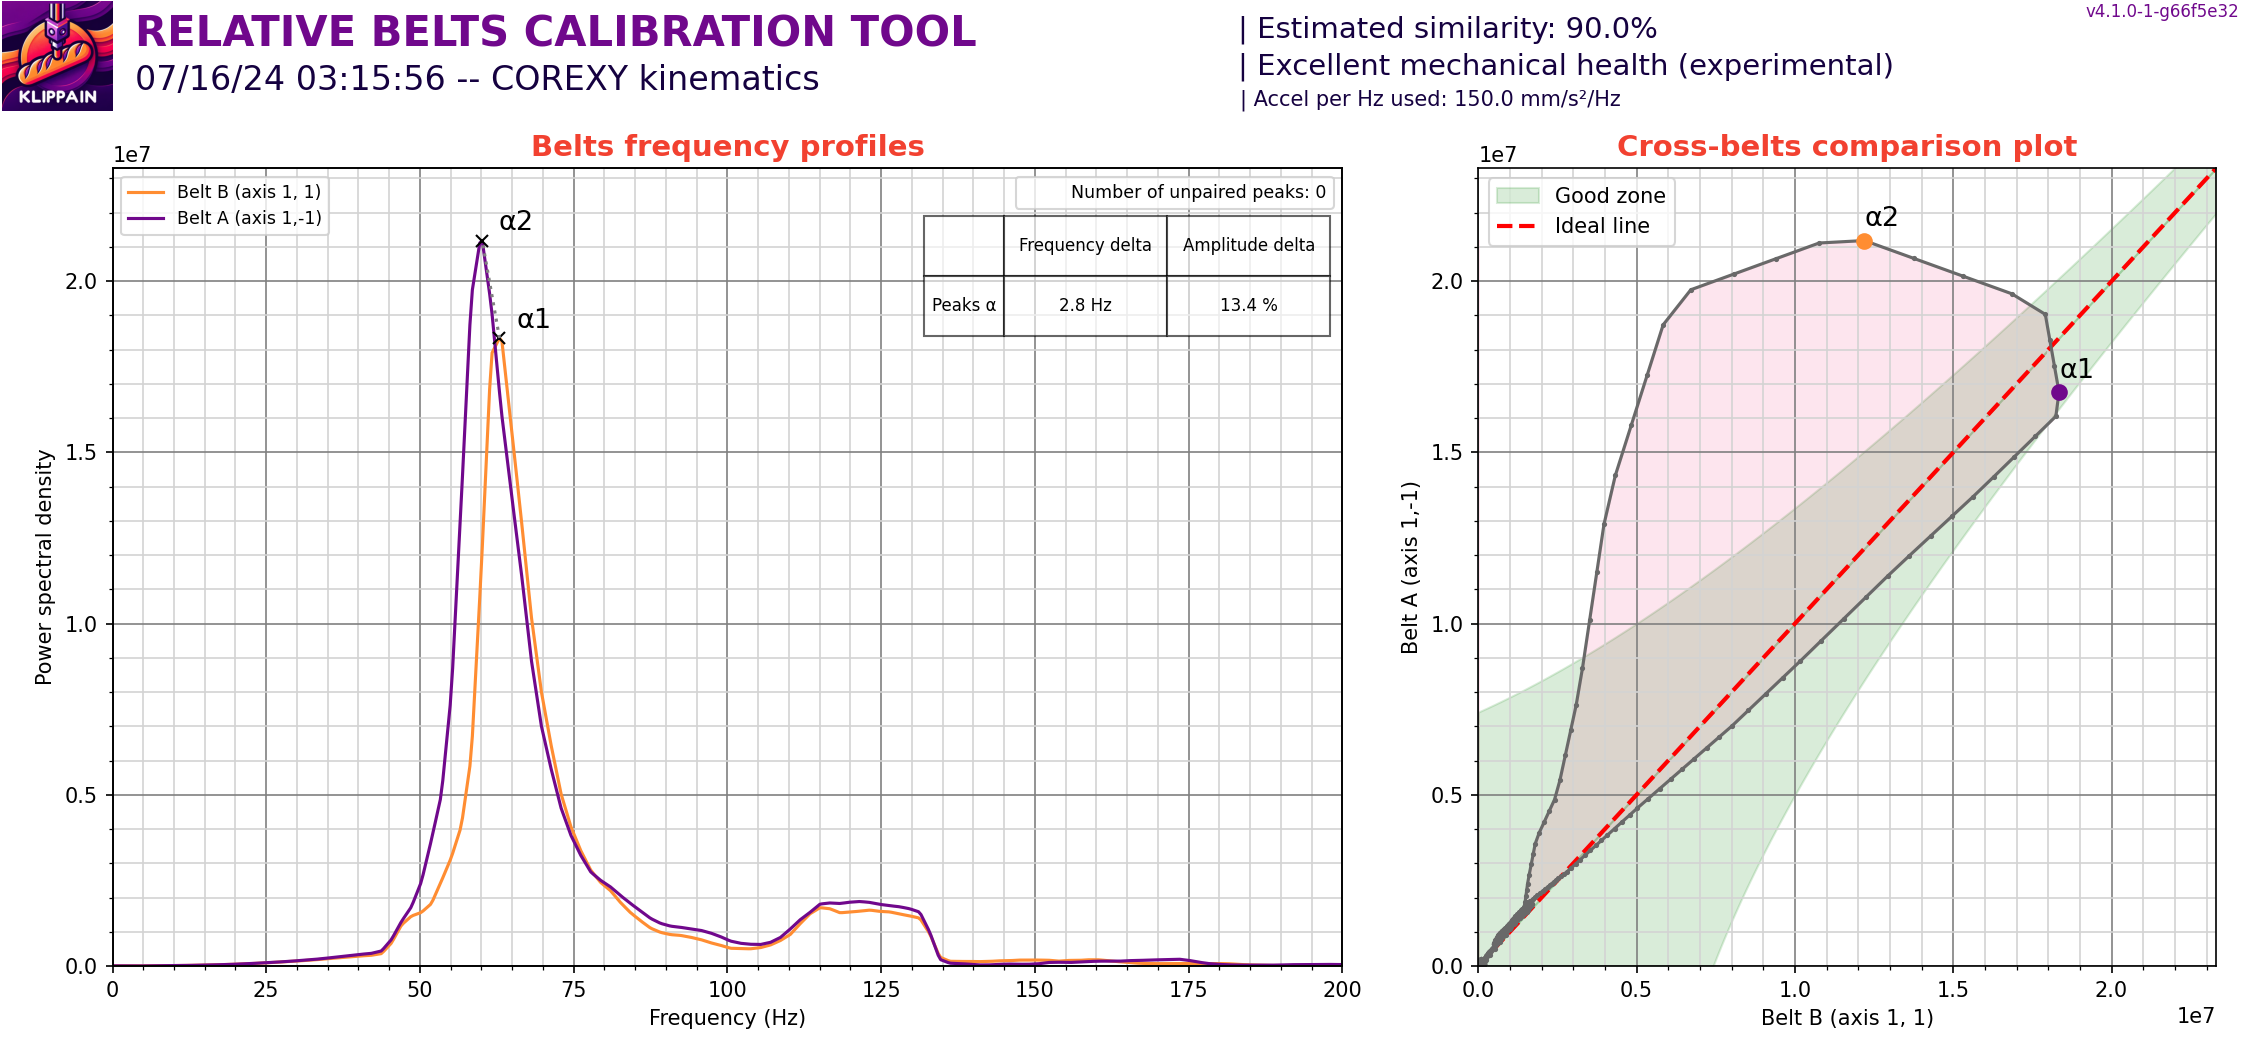 KLIPPAIN
RELATIVE BELTS CALIBRATION TOOL
07/16/24 03:15:56 -- COREXY kinematics
| Estimated similarity: 90.0%
| Excellent mechanical health (experimental)
| Accel per Hz used: 150.0 mm/s²/Hz
v4.1.0-1-g66f5e32
Belts frequency profiles
1e7
Belt B (axis 1, 1)
Belt A (axis 1,-1)
Number of unpaired peaks: 0
Frequency delta Amplitude delta
Peaks α 2.8 Hz 13.4 %
α2
α1
2.0
1.5
1.0
0.5
0.0
Power spectral density
0 25 50 75 100 125 150 175 200
Frequency (Hz)
Cross-belts comparison plot
1e7
Good zone
Ideal line
α2
α1
2.0
1.5
1.0
0.5
0.0
Belt A (axis 1,-1)
0.0 0.5 1.0 1.5 2.0
Belt B (axis 1, 1)
1e7